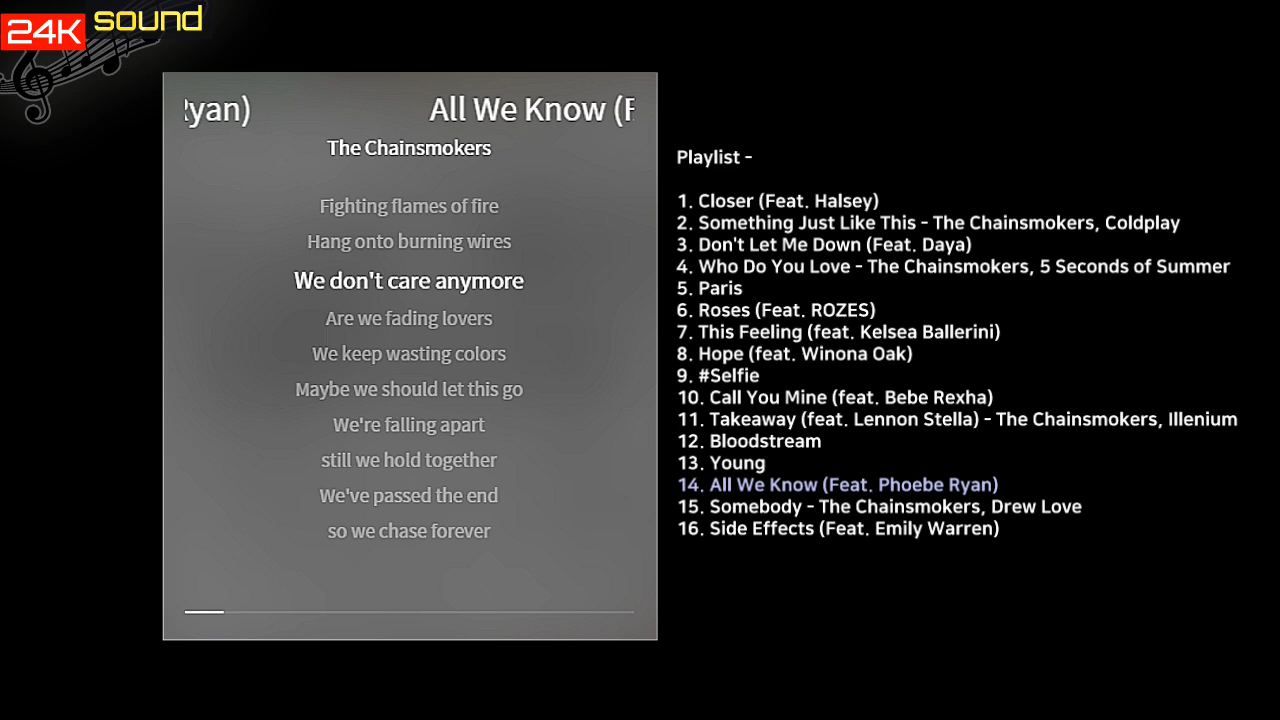 24K sound
Ryan) All We Know (F
The Chainsmokers
Fighting flames of fire
Hang onto burning wires
We don't care anymore
Are we fading lovers
We keep wasting colors
Maybe we should let this go
We're falling apart
still we hold together
We've passed the end
so we chase forever
Playlist -
1. Closer (Feat. Halsey)
2. Something Just Like This - The Chainsmokers, Coldplay
3. Don't Let Me Down (Feat. Daya)
4. Who Do You Love - The Chainsmokers, 5 Seconds of Summer
5. Paris
6. Roses (Feat. ROZES)
7. This Feeling (feat. Kelsea Ballerini)
8. Hope (feat. Winona Oak)
9. #Selfie
10. Call You Mine (feat. Bebe Rexha)
11. Takeaway (feat. Lennon Stella) - The Chainsmokers, Illenium
12. Bloodstream
13. Young
14. All We Know (Feat. Phoebe Ryan)
15. Somebody - The Chainsmokers, Drew Love
16. Side Effects (Feat. Emily Warren)